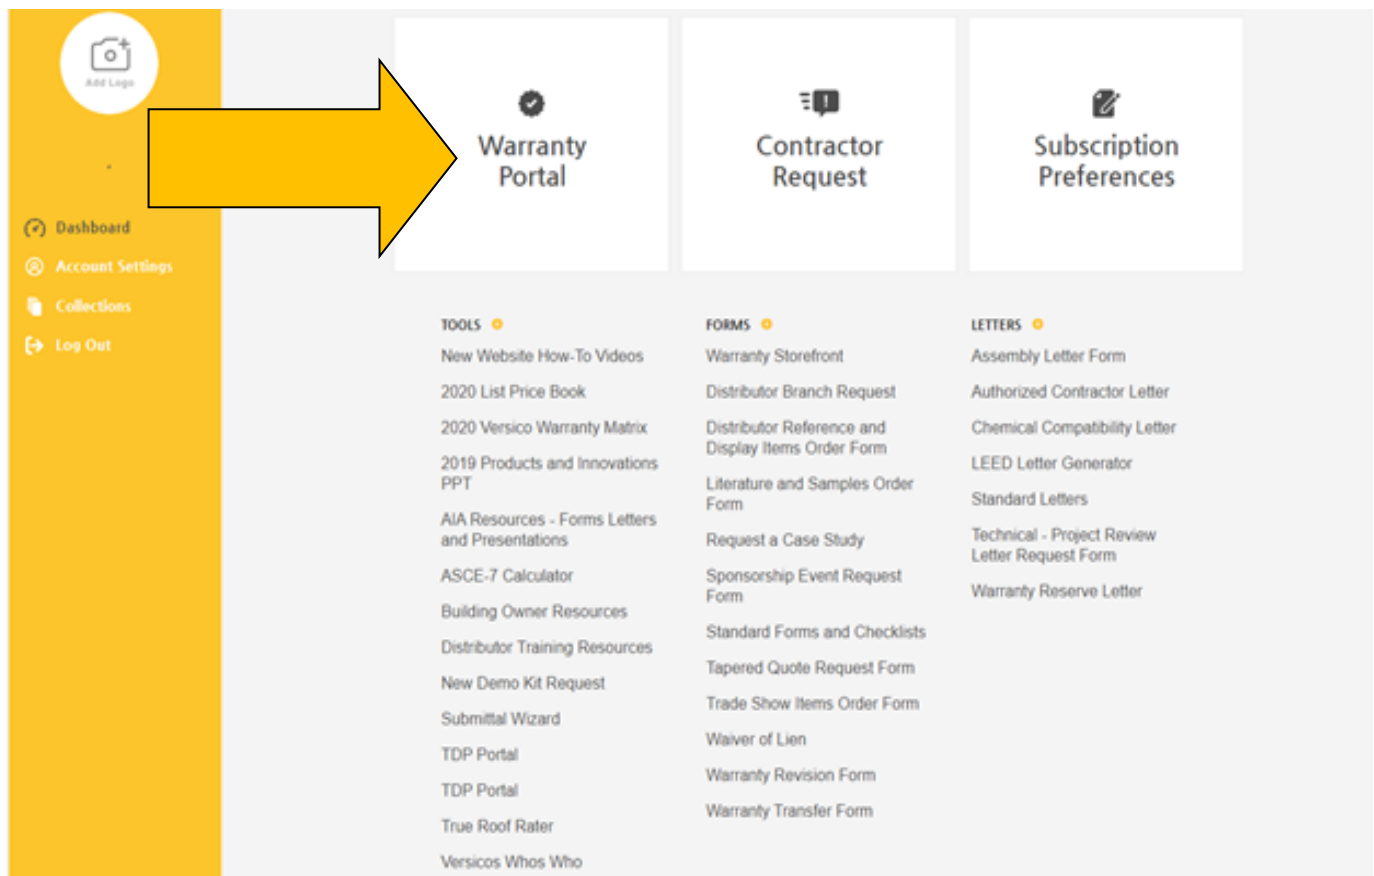 Add Logo
Dashboard
Account Settings
Collections
Log Out
Warranty
Portal
Contractor
Request
Subscription
Preferences
TOOLS
New Website How-To Videos
2020 List Price Book
2020 Versico Warranty Matrix
2019 Products and Innovations
PPT
AIA Resources - Forms Letters
and Presentations
ASCE-7 Calculator
Building Owner Resources
Distributor Training Resources
New Demo Kit Request
Submittal Wizard
TDP Portal
TDP Portal
True Roof Rater
Versicos Whos Who
FORMS
Warranty Storefront
Distributor Branch Request
Distributor Reference and
Display Items Order Form
Literature and Samples Order
Form
Request a Case Study
Sponsorship Event Request
Form
Standard Forms and Checklists
Tapered Quote Request Form
Trade Show Items Order Form
Waiver of Lien
Warranty Revision Form
Warranty Transfer Form
LETTERS
Assembly Letter Form
Authorized Contractor Letter
Chemical Compatibility Letter
LEED Letter Generator
Standard Letters
Technical - Project Review
Letter Request Form
Warranty Reserve Letter